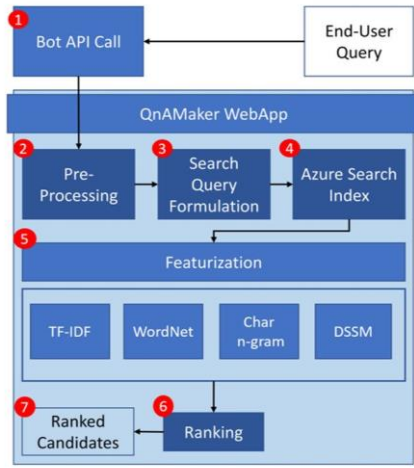 1
Bot API Call
End-User
Query
QnAMaker WebApp
2
Pre-
Processing
3
Search
Query
Formulation
4
Azure Search
Index
5
Featurization
TF-IDF
WordNet
Char
n-gram
DSSM
7
Ranked
Candidates
6
Ranking